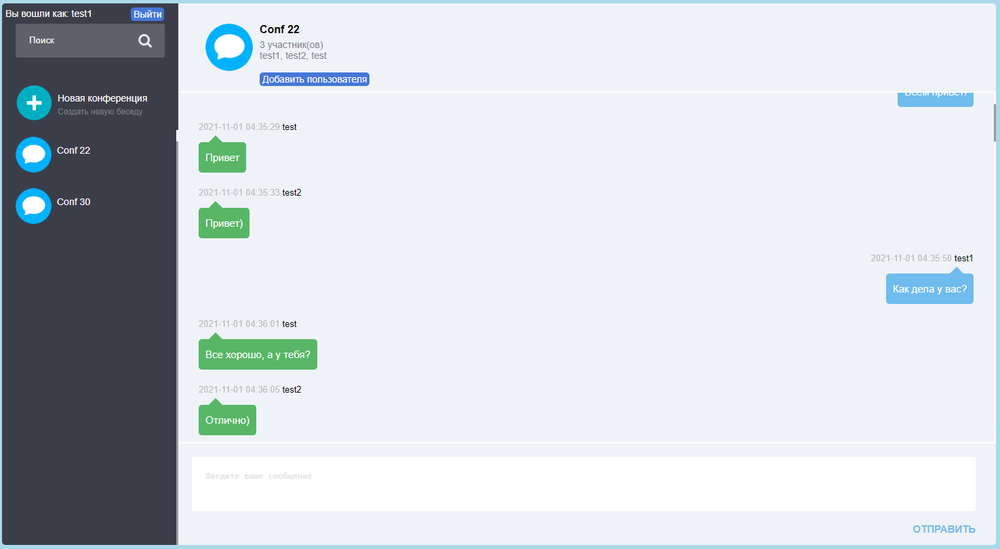 Вы вошли как: test1
Выйти
Поиск
Новая конференция
Создать новую беседу
Conf 22
Conf 30
Conf 22
3 участник(ов)
test1, test2, test
Добавить пользователя
Всем привет!
2021-11-01 04:35:29 test
Привет
2021-11-01 04:35:33 test2
Привет)
2021-11-01 04:35:50 test1
Как дела у вас?
2021-11-01 04:36:01 test
Все хорошо, а у тебя?
2021-11-01 04:36:05 test2
Отлично)
Введите ваше сообщение
ОТПРАВИТЬ